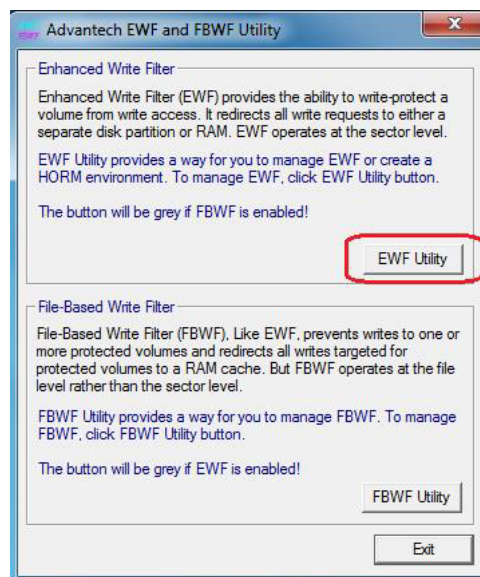 Advantech EWF and FBWF Utility
Enhanced Write Filter
Enhanced Write Filter (EWF) provides the ability to write-protect a
volume from write access. It redirects all write requests to either a
separate disk partition or RAM. EWF operates at the sector level.
EWF Utility provides a way for you to manage EWF or create a
HORM environment. To manage EWF, click EWF Utility button.
The button will be grey if FBWF is enabled!
EWF Utility
File-Based Write Filter
File-Based Write Filter (FBWF), Like EWF, prevents writes to one or
more protected volumes and redirects all writes targeted for
protected volumes to a RAM cache. But FBWF operates at the file
level rather than the sector level.
FBWF Utility provides a way for you to manage FBWF. To manage
FBWF, click FBWF Utility button.
The button will be grey if EWF is enabled!
FBWF Utility
Exit